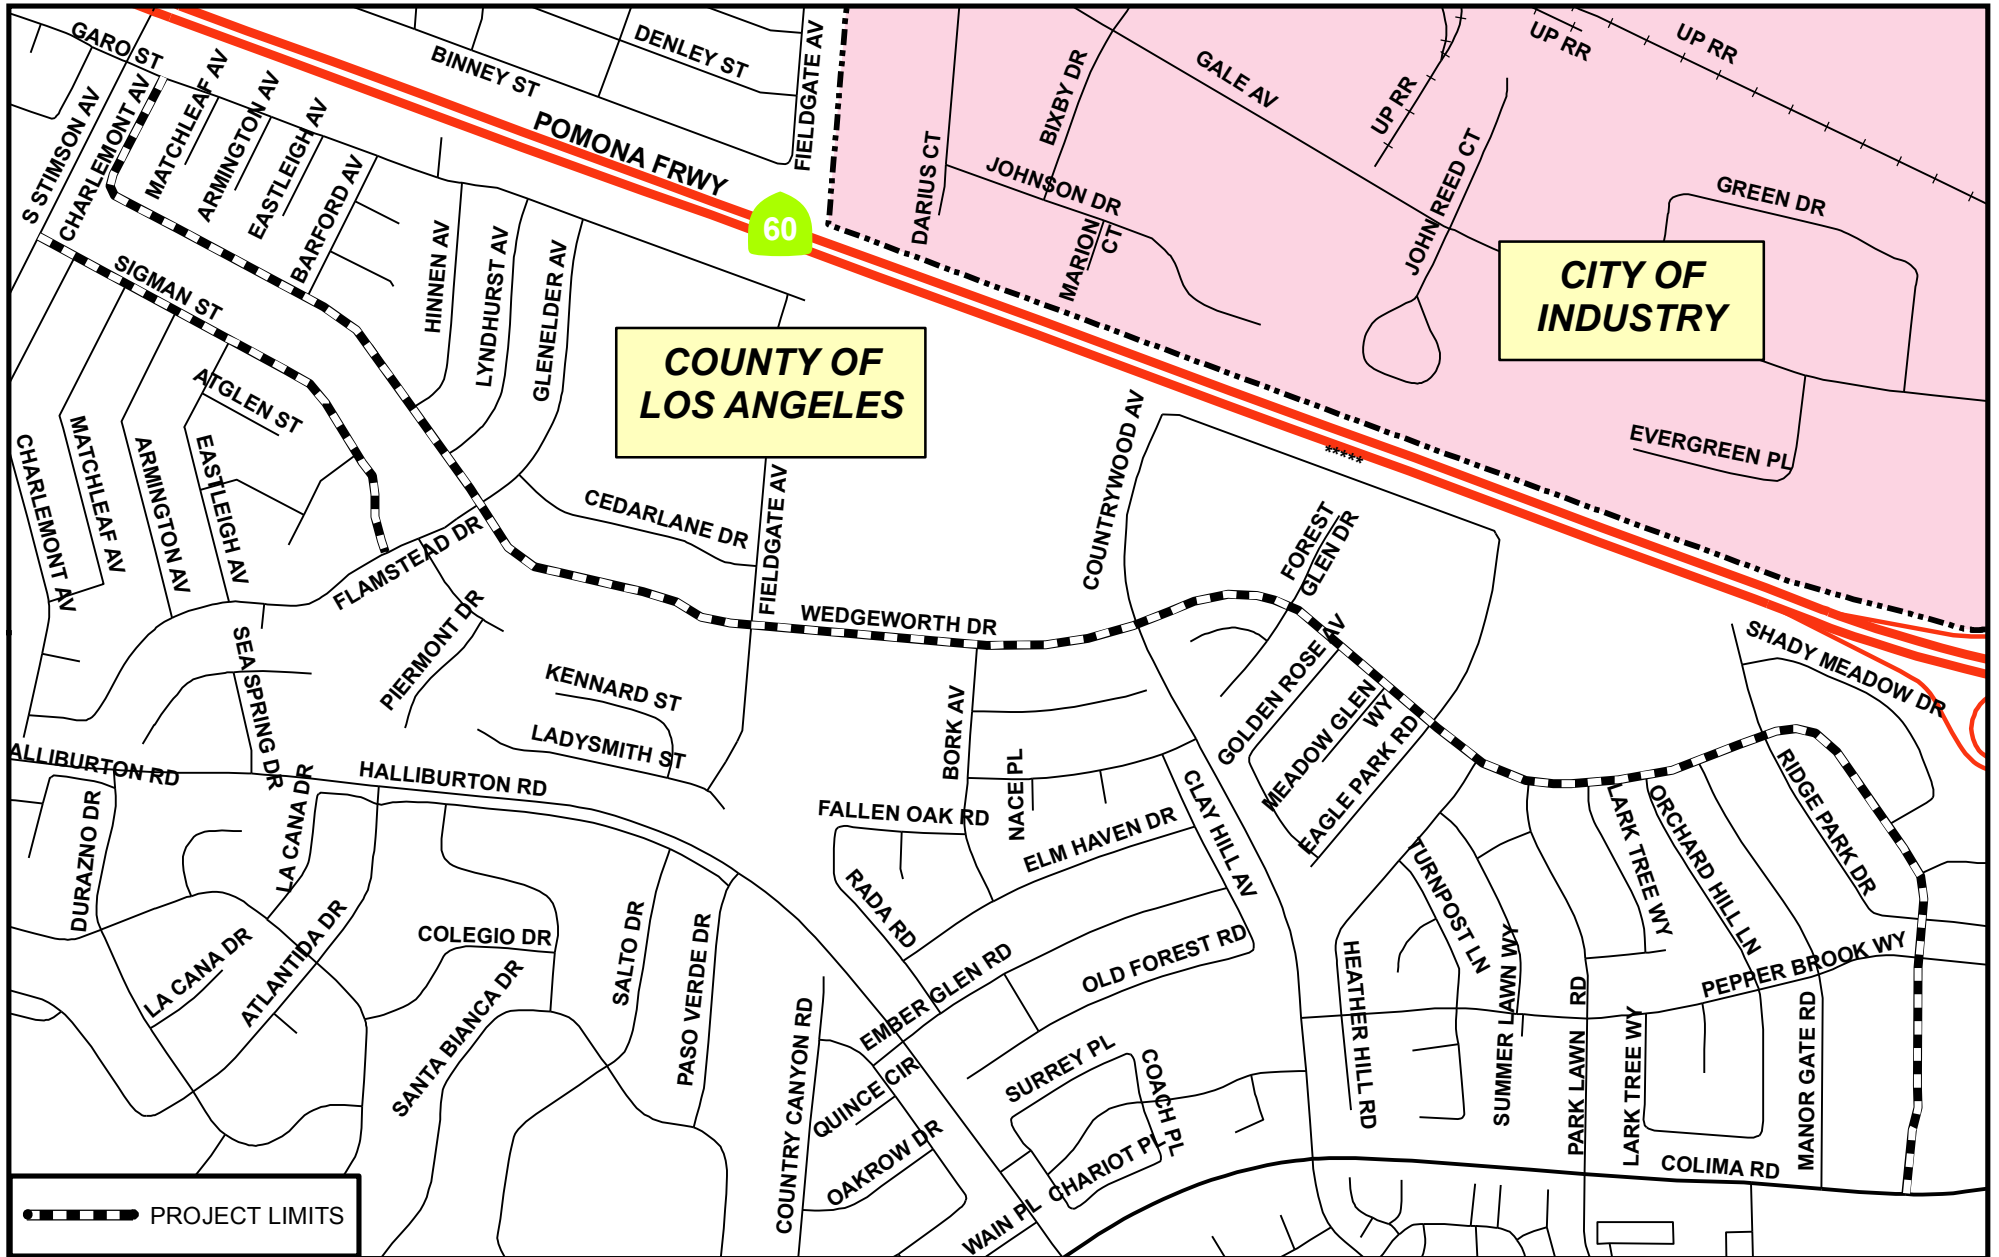 GARO ST
BINNEY ST
DENLEY ST
FIELDGATE AV
POMONA FRWY
60
S STIMSON AV
CHARLEMONT AV
MATCHLEAF AV
ARMINGTON AV
EASTLEIGH AV
BARFORD AV
HINNEN AV
LYNDHURST AV
GLENELDER AV
SIGMAN ST
ATGLEN ST
DARIUS CT
BIXBY DR
GALE AV
UP RR
UP RR
UP RR
JOHNSON DR
MARION
CT
JOHN REED CT
GREEN DR
CITY OF
INDUSTRY
EVERGREEN PL
COUNTY OF
LOS ANGELES
*****
CHARLEMONT AV
MATCHLEAF AV
ARMINGTON AV
EASTLEIGH AV
FLAMSTEAD DR
CEDARLANE DR
FIELDGATE AV
COUNTRYWOOD AV
FOREST
GLEN DR
WEDGEWORTH DR
GOLDEN ROSE AV
MEADOW GLEN
WY
EAGLE PARK RD
SHADY MEADOW DR
SEA SPRING DR
PIERMONT DR
KENNARD ST
LADYSMITH ST
BORK AV
NACE PL
CLAY HILL AV
RIDGE PARK DR
LARK TREE WY
ORCHARD HILL LN
ALLIBURTON RD
HALLIBURTON RD
DURAZNO DR
LA CANA DR
FALLEN OAK RD
ELM HAVEN DR
RADA RD
TURNPOST LN
LA CANA DR
ATLANTIDA DR
COLEGIO DR
SANTA BIANCA DR
SALTO DR
PASO VERDE DR
COUNTRY CANYON RD
EMBER GLEN RD
OLD FOREST RD
HEATHER HILL RD
SUMMER LAWN WY
PARK LAWN RD
LARK TREE WY
PEPPER BROOK WY
MANOR GATE RD
QUINCE CIR
OAKROW DR
SURREY PL
COACH PL
CHARIOT PL
WAIN PL
COLIMA RD
PROJECT LIMITS